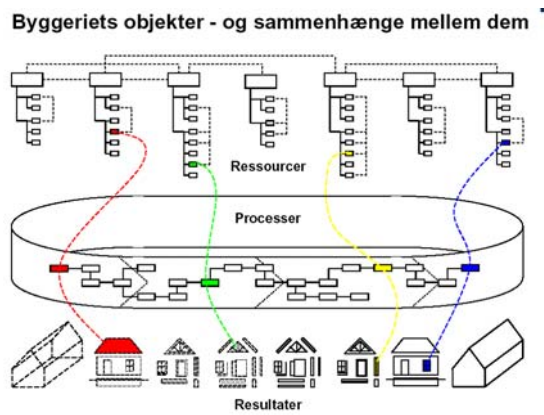 Byggeriets objekter - og sammenhænge mellem dem
Ressourcer
Processer
Resultater